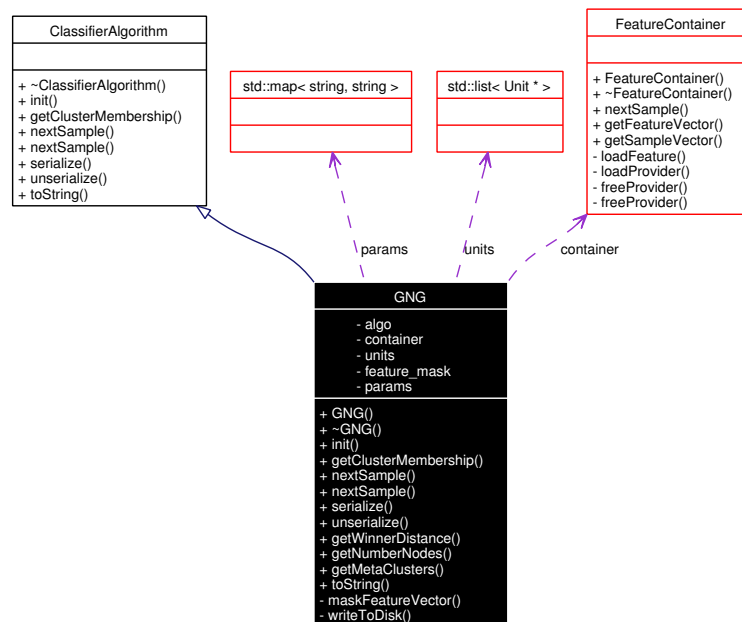 ClassifierAlgorithm
+ ~ClassifierAlgorithm()
+ init()
+ getClusterMembership()
+ nextSample()
+ nextSample()
+ serialize()
+ unserialize()
+ toString()
std::map< string, string >
std::list< Unit * >
FeatureContainer
+ FeatureContainer()
+ ~FeatureContainer()
+ nextSample()
+ getFeatureVector()
+ getSampleVector()
- loadFeature()
- loadProvider()
- freeProvider()
- freeProvider()
params
units
container
GNG
- algo
- container
- units
- feature_mask
- params
+ GNG()
+ ~GNG()
+ init()
+ getClusterMembership()
+ nextSample()
+ nextSample()
+ serialize()
+ unserialize()
+ getWinnerDistance()
+ getNumberNodes()
+ getMetaClusters()
+ toString()
- maskFeatureVector()
- writeToDisk()